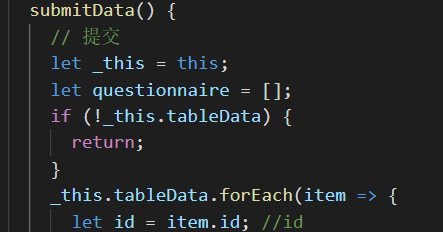 submitData() {
// 提交
let _this = this;
let questionnaire = [];
if (!_this.tableData) {
return;
}
_this.tableData.forEach(item => {
let id = item.id; //id